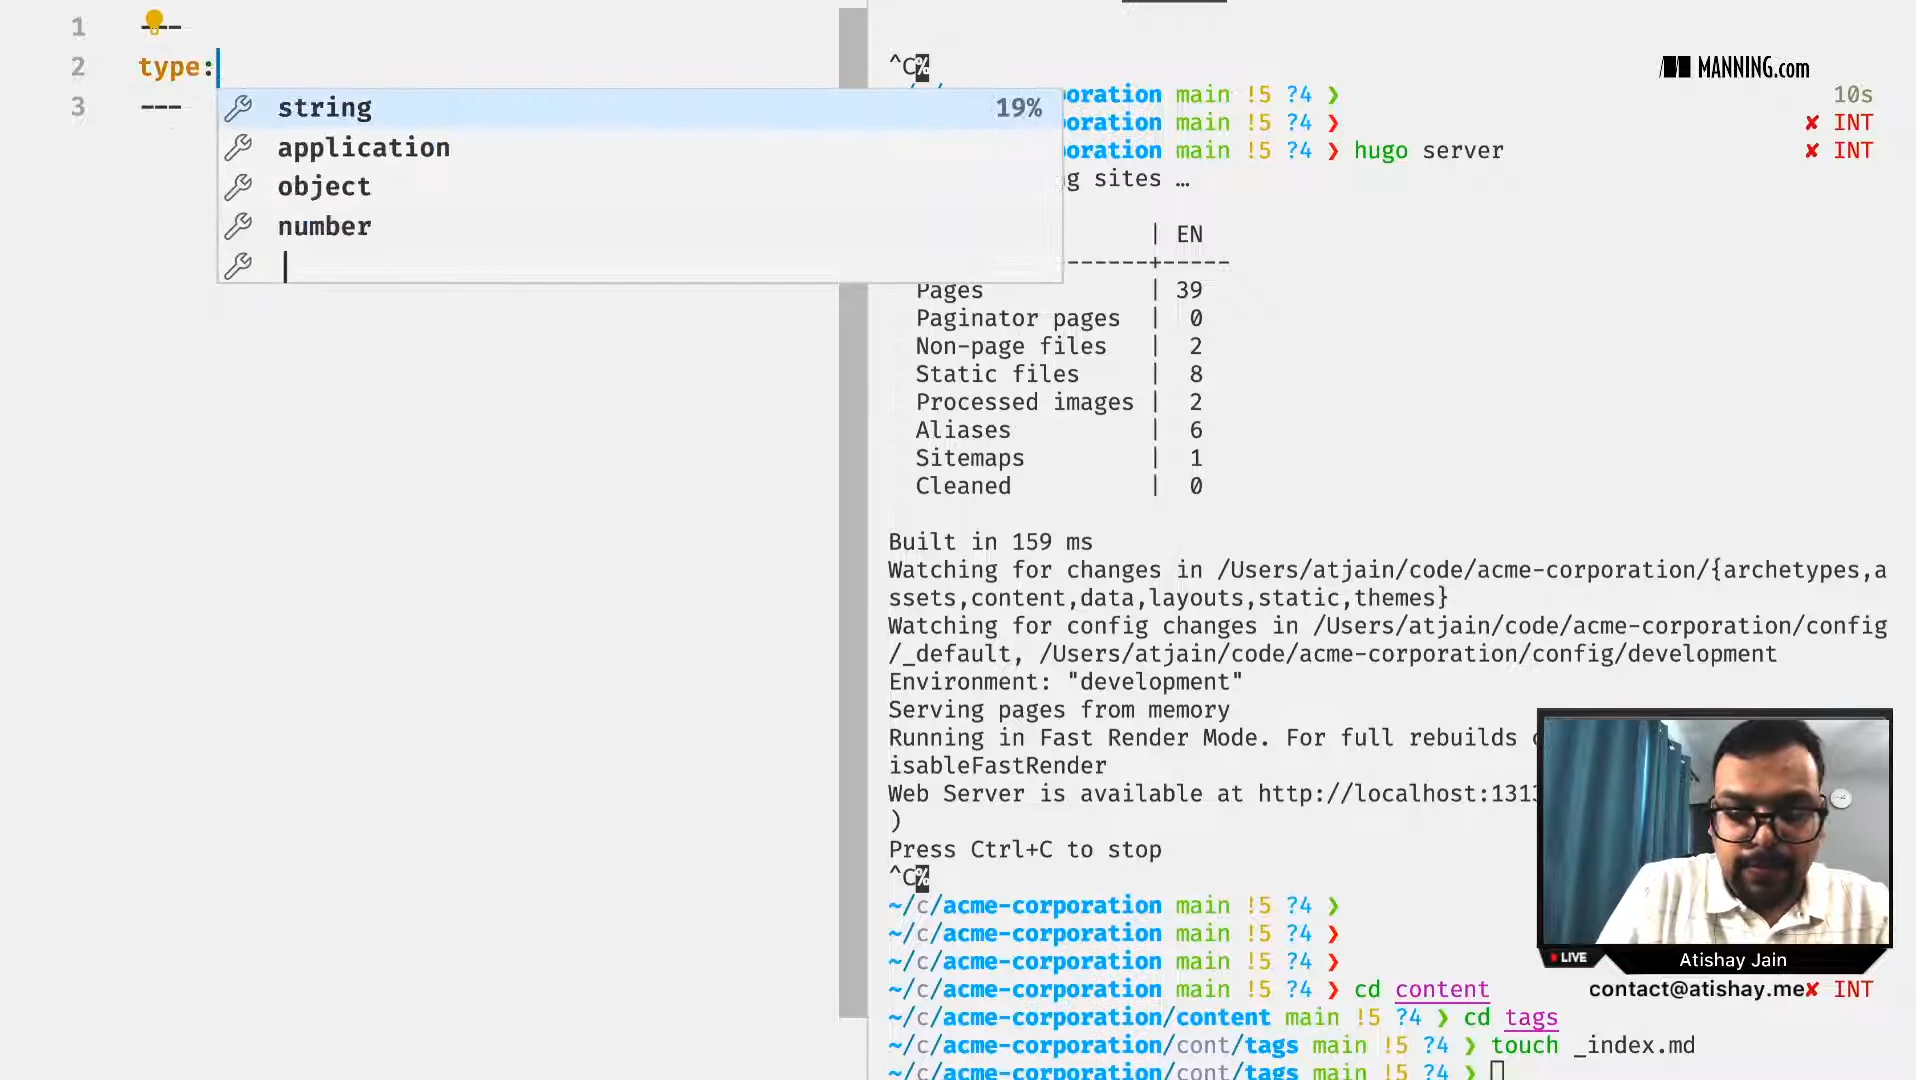 1 ---
2 type:
3 ---
string 19%
application
object
number
|
^C%
oration main !5 ?4 ❯ 10s
oration main !5 ?4 ❯ ✘ INT
oration main !5 ?4 ❯ hugo server ✘ INT
g sites …
| EN
------+-----
Pages | 39
Paginator pages | 0
Non-page files | 2
Static files | 8
Processed images | 2
Aliases | 6
Sitemaps | 1
Cleaned | 0
Built in 159 ms
Watching for changes in /Users/atjain/code/acme-corporation/{archetypes,a
ssets,content,data,layouts,static,themes}
Watching for config changes in /Users/atjain/code/acme-corporation/config
/_default, /Users/atjain/code/acme-corporation/config/development
Environment: "development"
Serving pages from memory
Running in Fast Render Mode. For full rebuilds
isableFastRender
Web Server is available at http://localhost:1313
)
Press Ctrl+C to stop
^C%
~/c/acme-corporation main !5 ?4 ❯
~/c/acme-corporation main !5 ?4 ❯
~/c/acme-corporation main !5 ?4 ❯
~/c/acme-corporation main !5 ?4 ❯ cd content ✘ INT
~/c/acme-corporation/content main !5 ?4 ❯ cd tags
~/c/acme-corporation/cont/tags main !5 ?4 ❯ touch _index.md
~/c/acme-corporation/cont/tags main !5 ?4 ❯
MANNING.com
LIVE
Atishay Jain
contact@atishay.me